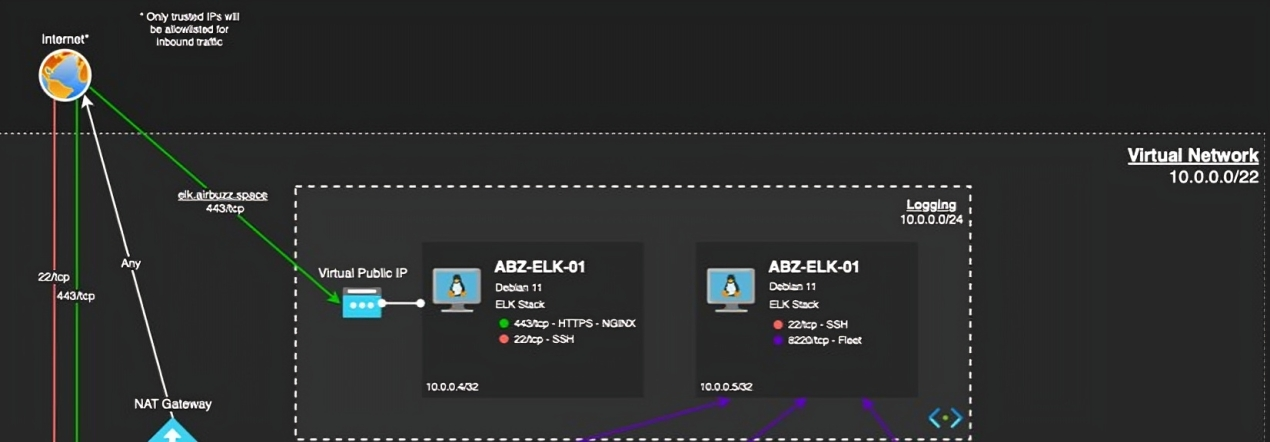 * Only trusted IPs will
be allowlisted for
inbound traffic
Internet*
Virtual Network
10.0.0.0/22
elk.airbuzz.space
443/tcp
Logging
10.0.0.0/24
22/tcp
443/tcp
Any
Virtual Public IP
ABZ-ELK-01
Debian 11
ELK Stack
443/tcp - HTTPS - NGINX
22/tcp - SSH
10.0.0.4/32
ABZ-ELK-01
Debian 11
ELK Stack
22/tcp - SSH
8220/tcp - Fleet
10.0.0.5/32
NAT Gateway